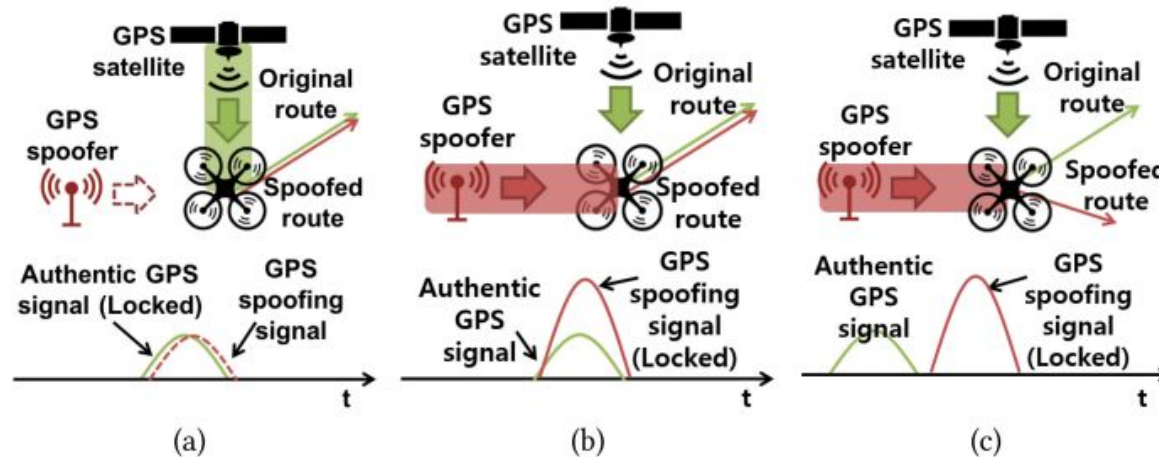 GPS
satellite
Original
route
GPS
spoofer
Spoofed
route
Authentic GPS
signal (Locked)
GPS
spoofing
signal
t
(a)
GPS
satellite
Original
route
GPS
spoofer
Spoofed
route
Authentic
GPS
signal
GPS
spoofing
signal
(Locked)
t
(b)
GPS
satellite
Original
route
GPS
spoofer
Spoofed
route
Authentic
GPS
signal
GPS
spoofing
signal
(Locked)
t
(c)